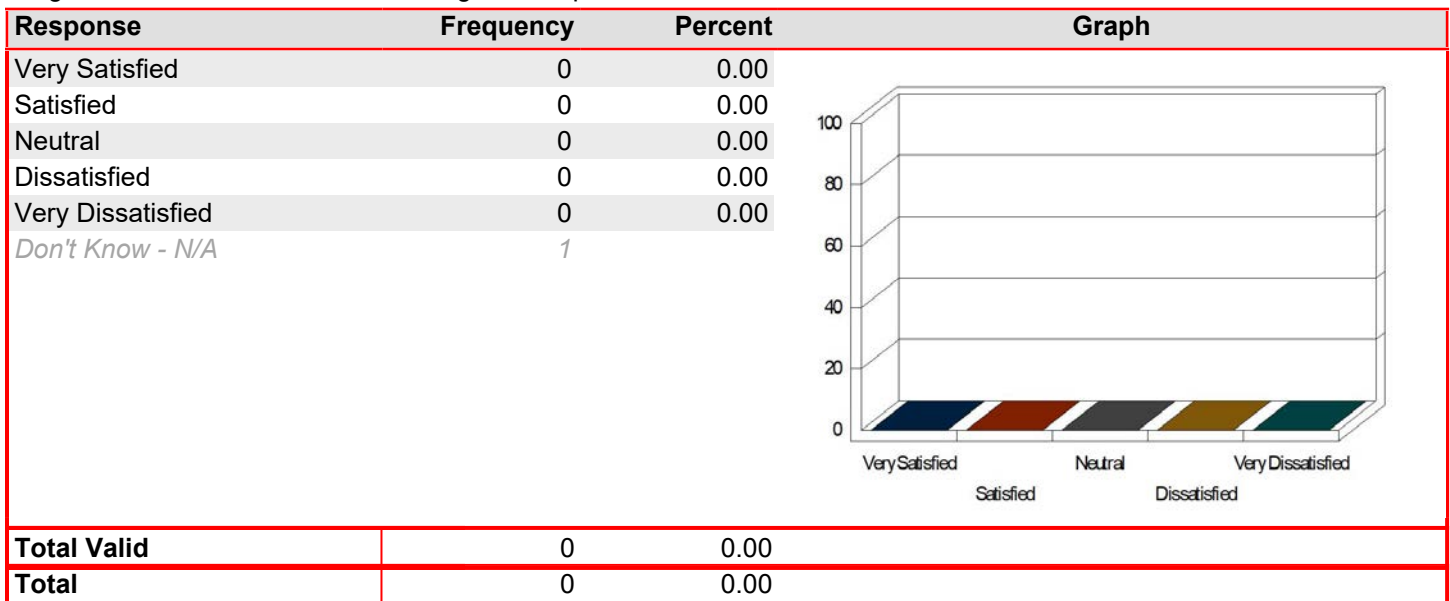 Response Frequency Percent Graph
Very Satisfied 0 0.00
Satisfied 0 0.00
Neutral 0 0.00
Dissatisfied 0 0.00
Very Dissatisfied 0 0.00
Don't Know - N/A 1
100
80
60
40
20
0
Very Satisfied Neutral Very Dissatisfied
Satisfied Dissatisfied
Total Valid 0 0.00
Total 0 0.00